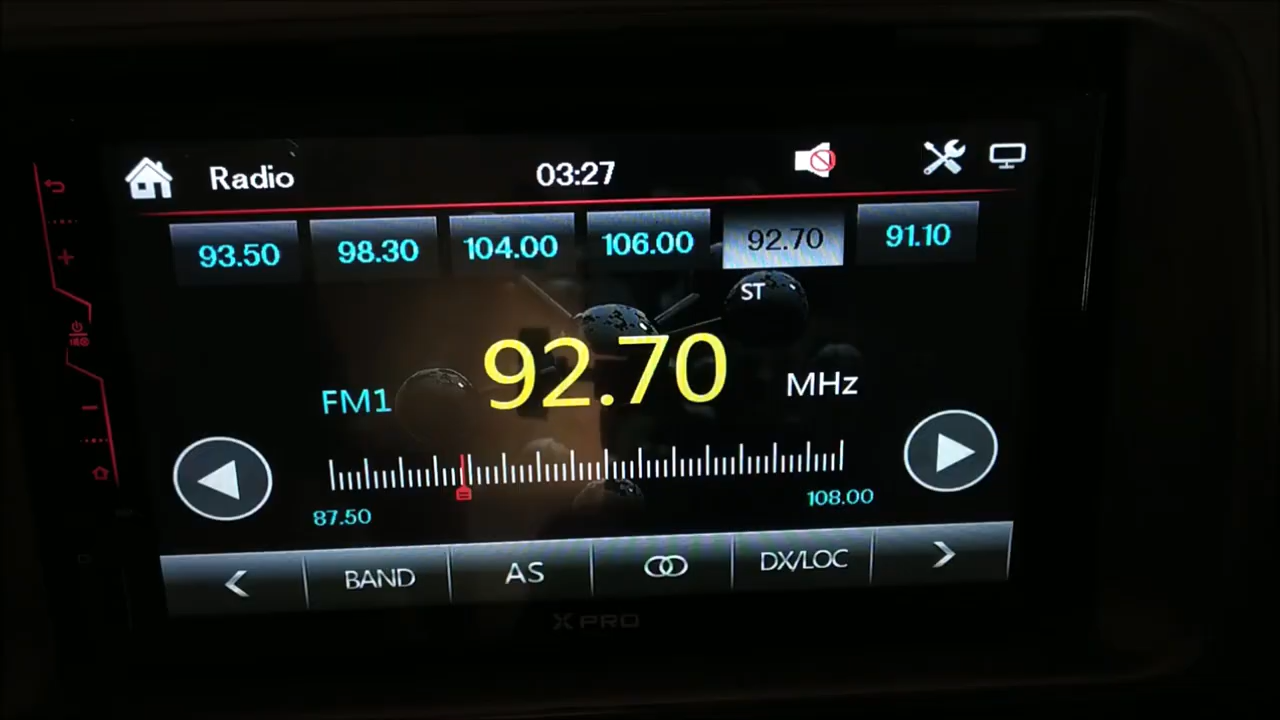 Radio 03:27
93.50 98.30 104.00 106.00 92.70 91.10
ST
FM1 92.70 MHz
87.50 108.00
BAND AS DX/LOC
X PRO